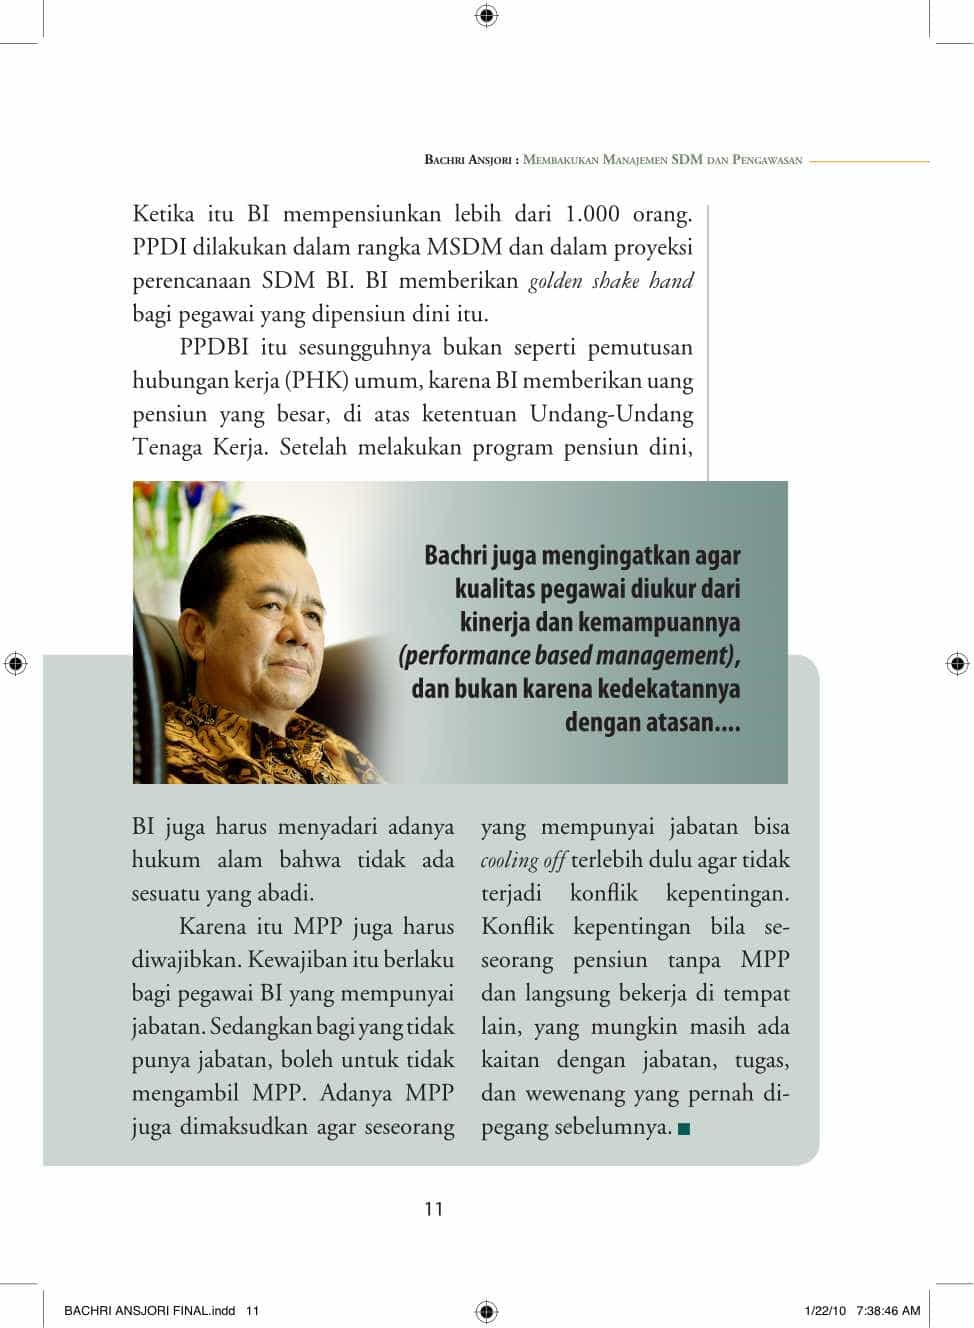 Bachri Ansjori : Membakukan Manajemen SDM dan Pengawasan
Ketika itu BI mempensiunkan lebih dari 1.000 orang.
PPDI dilakukan dalam rangka MSDM dan dalam proyeksi
perencanaan SDM BI. BI memberikan golden shake hand
bagi pegawai yang dipensiun dini itu.
PPDBI itu sesungguhnya bukan seperti pemutusan
hubungan kerja (PHK) umum, karena BI memberikan uang
pensiun yang besar, di atas ketentuan Undang-Undang
Tenaga Kerja. Setelah melakukan program pensiun dini,
Bachri juga mengingatkan agar
kualitas pegawai diukur dari
kinerja dan kemampuannya
(performance based management),
dan bukan karena kedekatannya
dengan atasan....
BI juga harus menyadari adanya
hukum alam bahwa tidak ada
sesuatu yang abadi.
Karena itu MPP juga harus
diwajibkan. Kewajiban itu berlaku
bagi pegawai BI yang mempunyai
jabatan. Sedangkan bagi yang tidak
punya jabatan, boleh untuk tidak
mengambil MPP. Adanya MPP
juga dimaksudkan agar seseorang
yang mempunyai jabatan bisa
cooling off terlebih dulu agar tidak
terjadi konflik kepentingan.
Konflik kepentingan bila se-
seorang pensiun tanpa MPP
dan langsung bekerja di tempat
lain, yang mungkin masih ada
kaitan dengan jabatan, tugas,
dan wewenang yang pernah di-
pegang sebelumnya.
11
BACHRI ANSJORI FINAL.indd 11
1/22/10 7:38:46 AM